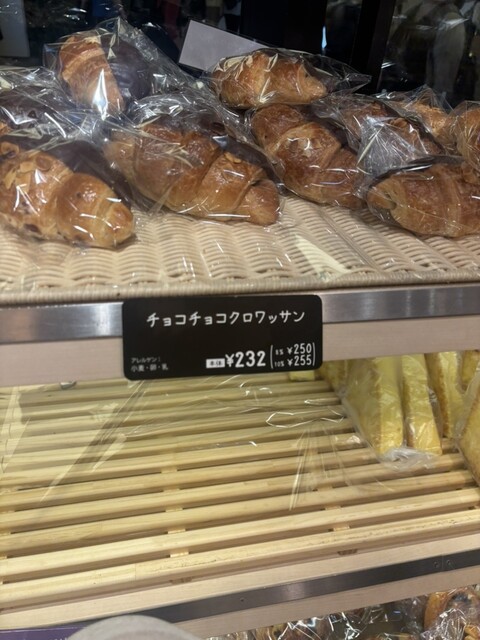 チョコチョコクロワッサン
アレルゲン：
小麦・卵・乳
本体 ¥232 (8% ¥250
10% ¥255)